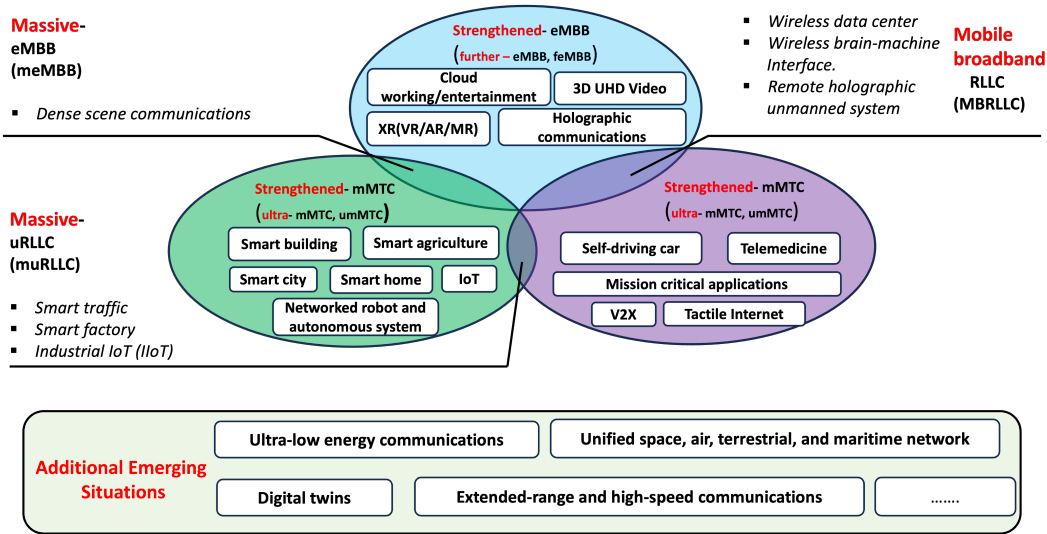 Massive-
eMBB
(meMBB)
▪ Dense scene communications
Strengthened- eMBB
(further – eMBB, feMBB)
Cloud
working/entertainment
3D UHD Video
XR(VR/AR/MR)
Holographic
communications
▪ Wireless data center
▪ Wireless brain-machine
Interface.
▪ Remote holographic
unmanned system
Mobile
broadband
RLLC
(MBRLLC)
Massive-
uRLLC
(muRLLC)
▪ Smart traffic
▪ Smart factory
▪ Industrial IoT (IIoT)
Strengthened- mMTC
(ultra- mMTC, umMTC)
Smart building
Smart agriculture
Smart city
Smart home
IoT
Networked robot and
autonomous system
Strengthened- mMTC
(ultra- mMTC, umMTC)
Self-driving car
Telemedicine
Mission critical applications
V2X
Tactile Internet
Additional Emerging
Situations
Ultra-low energy communications
Unified space, air, terrestrial, and maritime network
Digital twins
Extended-range and high-speed communications
…….